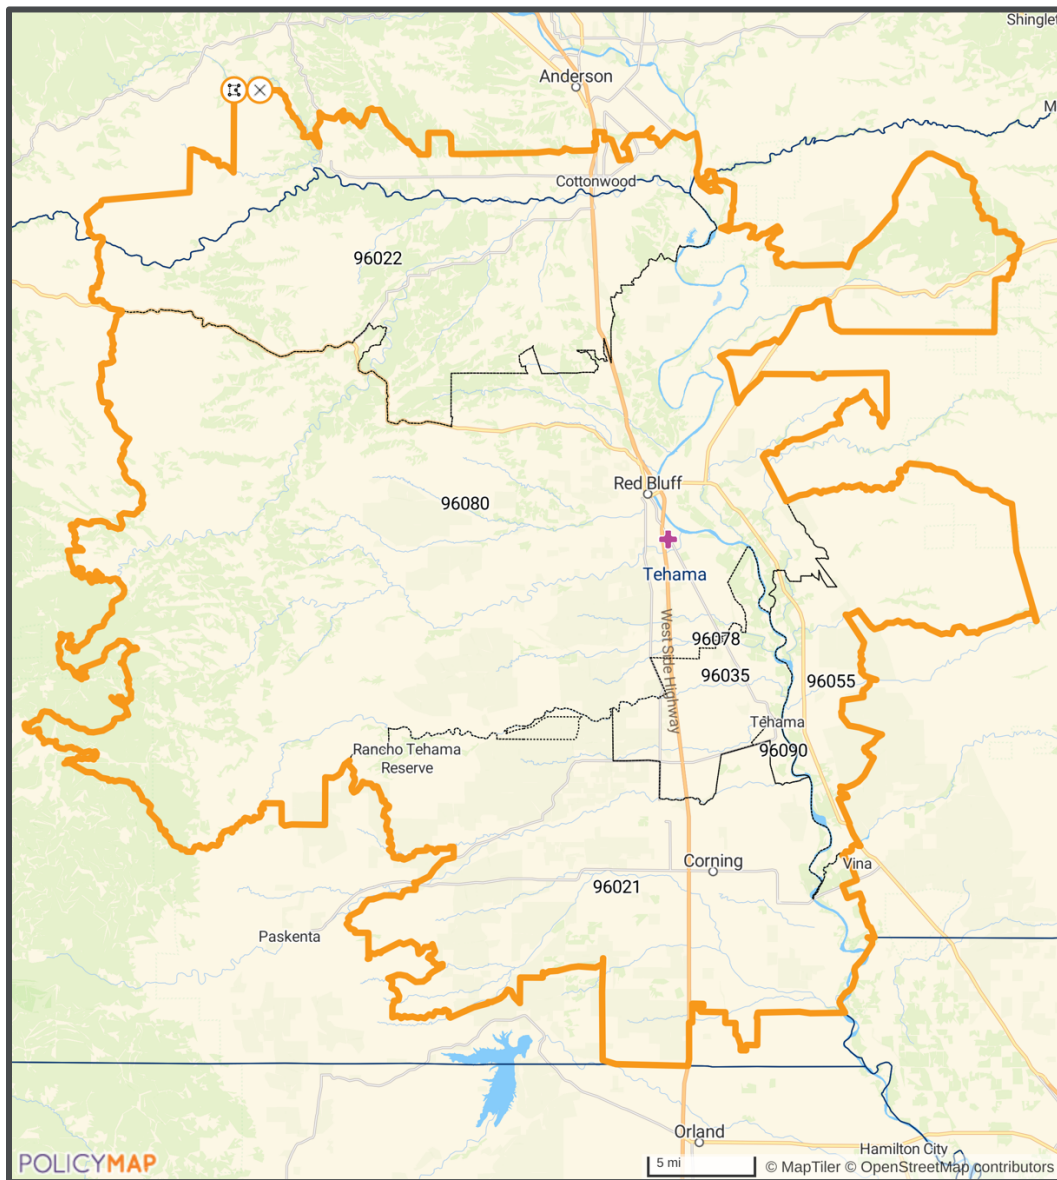 Shinglet
Anderson
M
Cottonwood
96022
Red Bluff
96080
Tehama
West Side Highway
96078
96035
96055
Tehama
96090
Rancho Tehama
Reserve
Corning
Vina
96021
Paskenta
Orland
Hamilton City
POLICYMAP
5 mi
© MapTiler © OpenStreetMap contributors